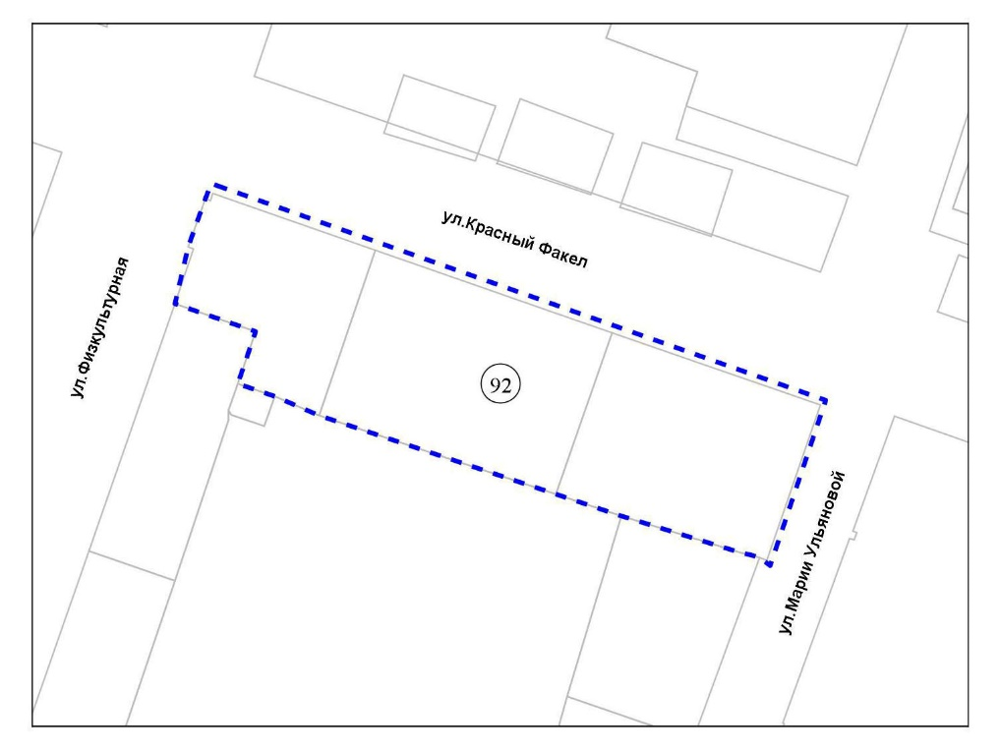 ул.Красный Факел
ул.Физкультурная
92
ул.Марии Ульяновой